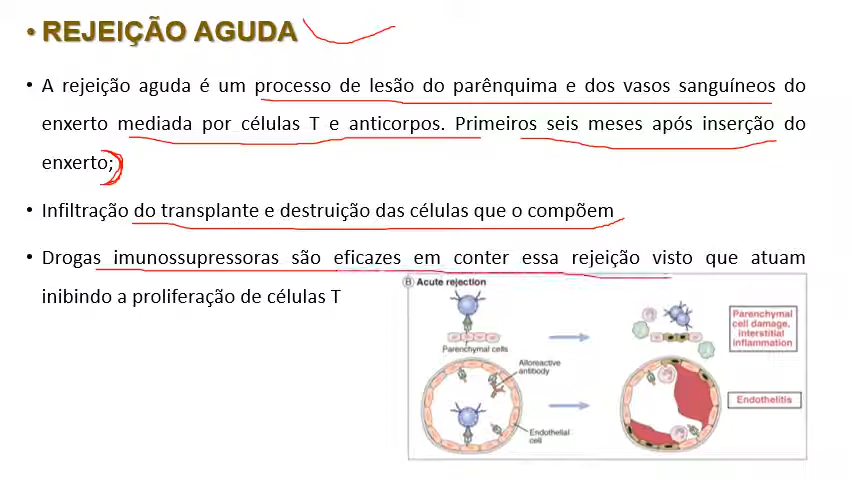 • REJEIÇÃO AGUDA
• A rejeição aguda é um processo de lesão do parênquima e dos vasos sanguíneos do
enxerto mediada por células T e anticorpos. Primeiros seis meses após inserção do
enxerto;
• Infiltração do transplante e destruição das células que o compõem
• Drogas imunossupressoras são eficazes em conter essa rejeição visto que atuam
inibindo a proliferação de células T
B Acute rejection
Parenchymal cells
Parenchymal
cell damage,
interstitial
inflammation
Alloreactive
antibody
Endothelial
cell
Endothelitis